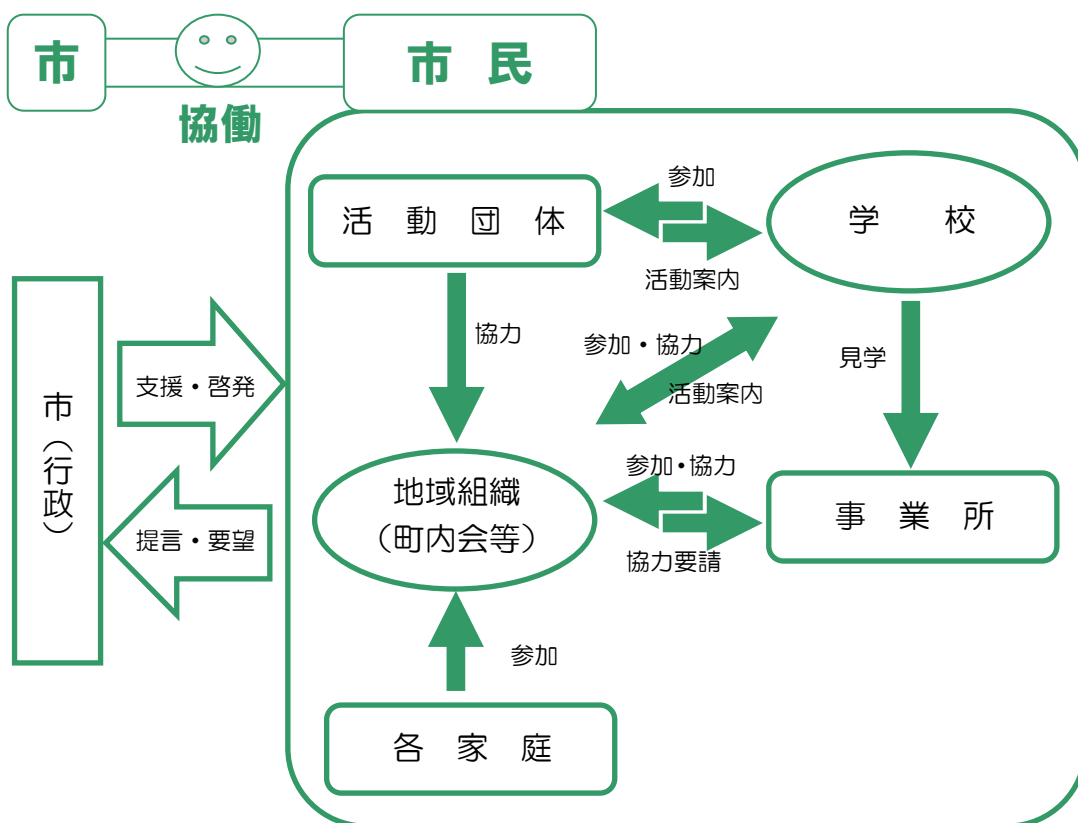 市
市 民
協働
活 動 団 体
参加
活動案内
学 校
協力
参加・協力
活動案内
見学
市（行政）
支援・啓発
提言・要望
地域組織
（町内会等）
参加・協力
協力要請
事 業 所
参加
各 家 庭